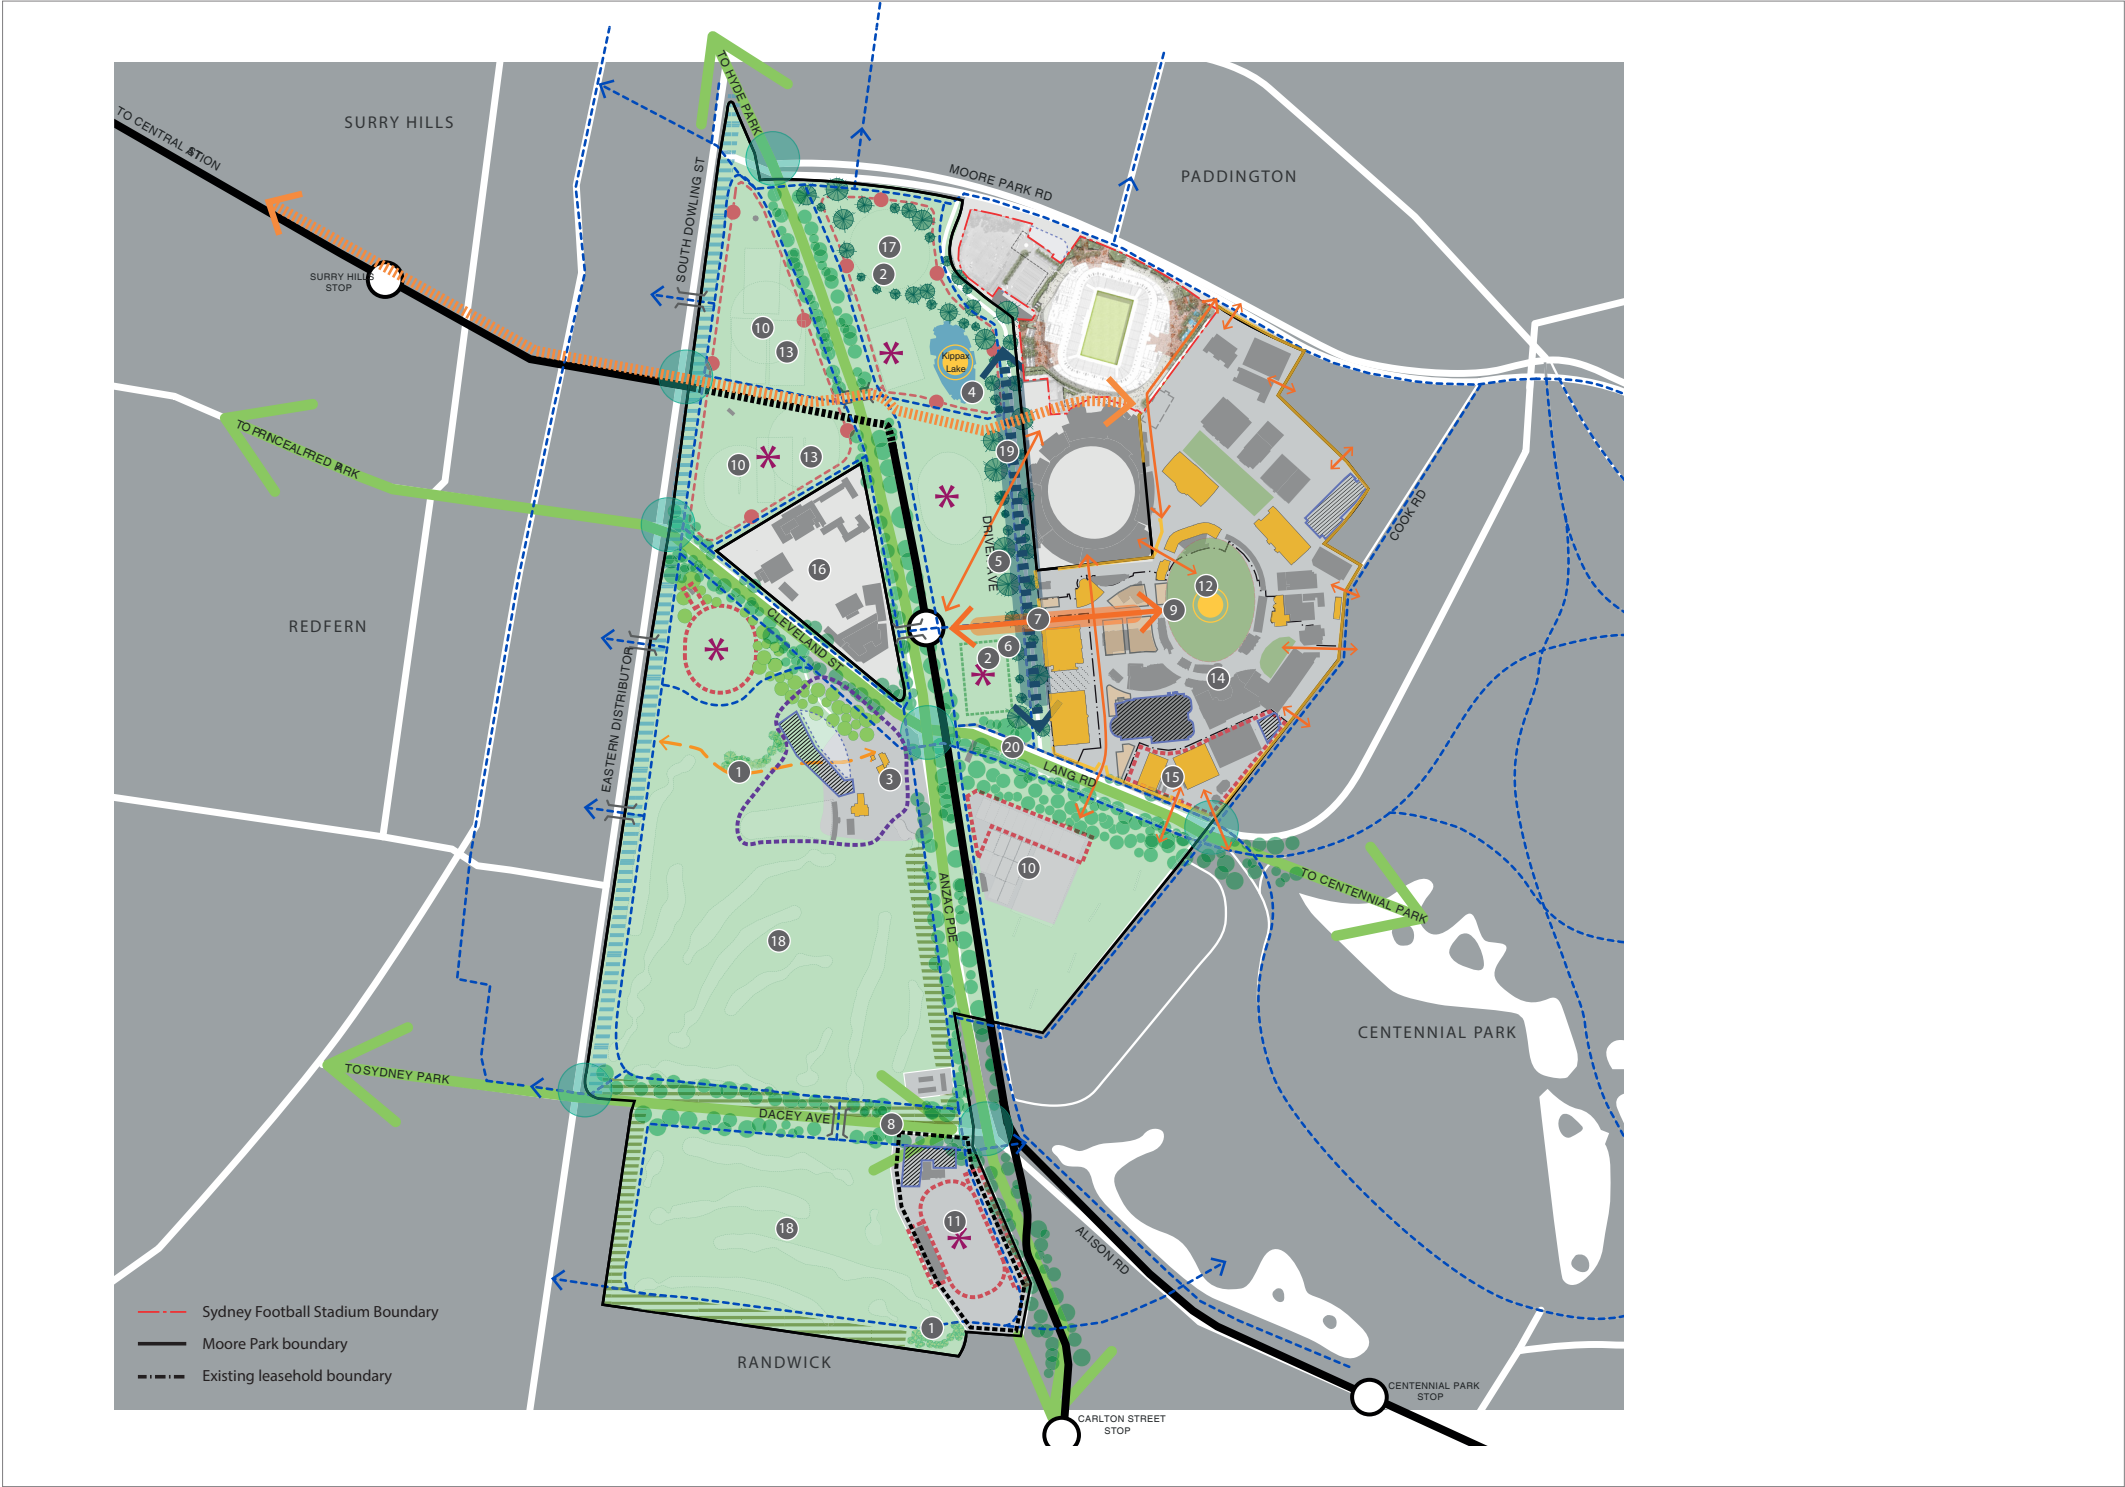 TO HYDE PARK
SURRY HILLS
TO CENTRAL STATION
MOORE PARK RD
PADDINGTON
SOUTH DOWLING ST
17
2
SURRY HILLS
STOP
10
13
Kippax
Lake
4
TO PRINCE ALFRED PARK
10
13
19
COOK RD
DRIVER AVE
5
16
12
7
9
REDFERN
CLEVELAND ST
6
2
14
EASTERN DISTRIBUTOR
20
LANG RD
1
3
15
10
ANZAC PDE
TO CENTENNIAL PARK
18
CENTENNIAL PARK
TO SYDNEY PARK
DACEY AVE
8
11
18
ALISON RD
1
Sydney Football Stadium Boundary
Moore Park boundary
Existing leasehold boundary
RANDWICK
CENTENNIAL PARK
STOP
CARLTON STREET
STOP